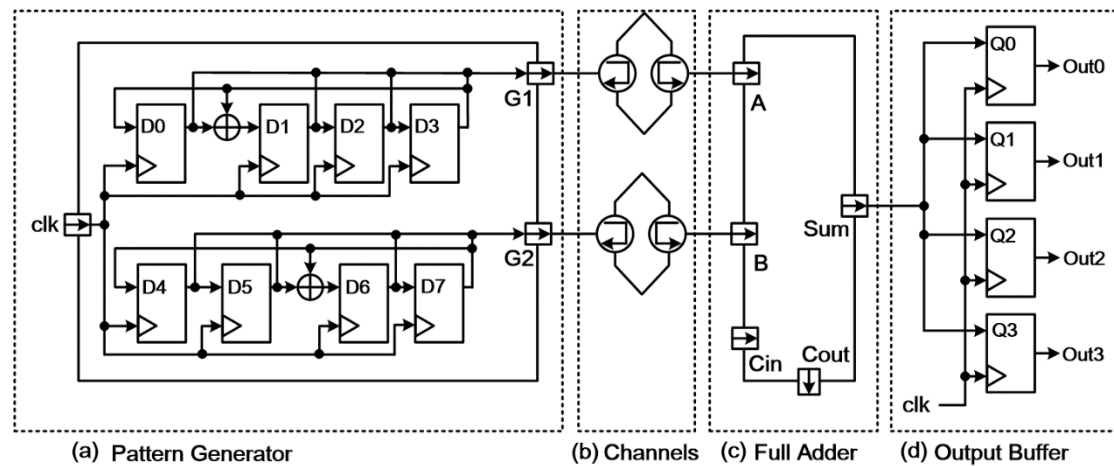 D0
D1
D2
D3
G1
clk
D4
D5
D6
D7
G2
A
B
Cin
Cout
Sum
Q0
Out0
Q1
Out1
Q2
Out2
Q3
Out3
clk
(a) Pattern Generator
(b) Channels
(c) Full Adder
(d) Output Buffer